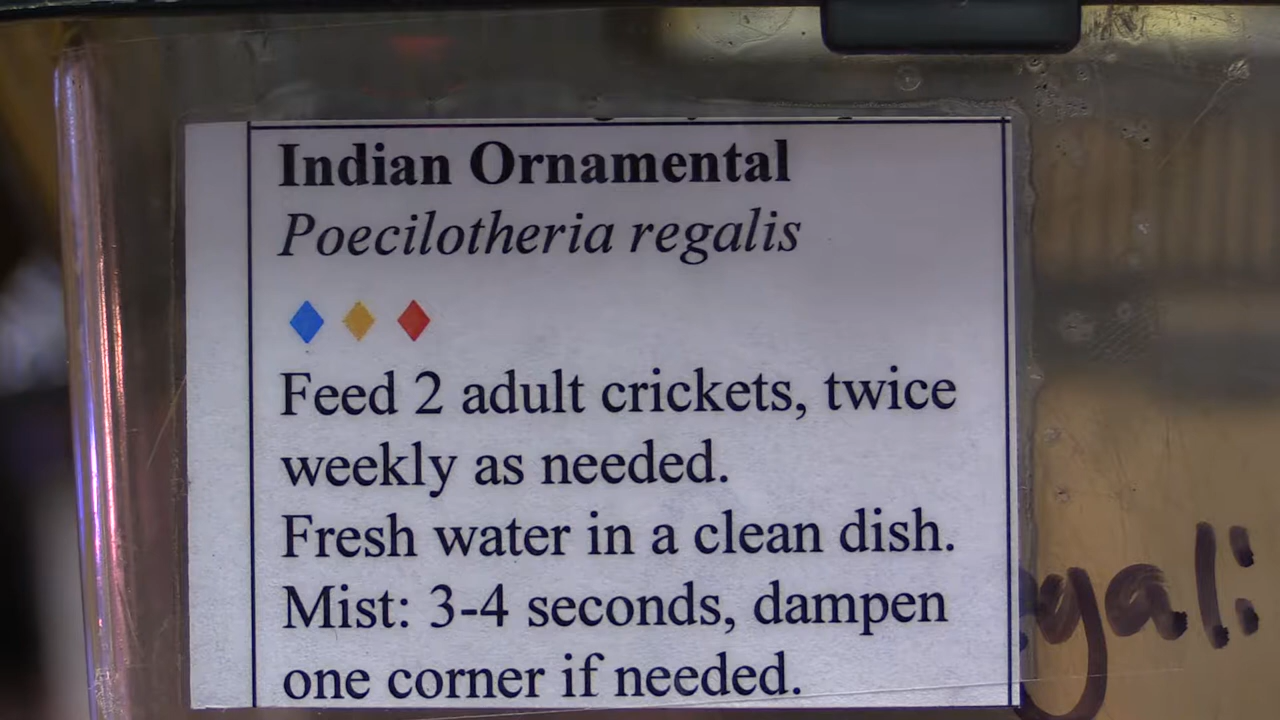 Indian Ornamental
Poecilotheria regalis
Feed 2 adult crickets, twice
weekly as needed.
Fresh water in a clean dish.
Mist: 3-4 seconds, dampen
one corner if needed.